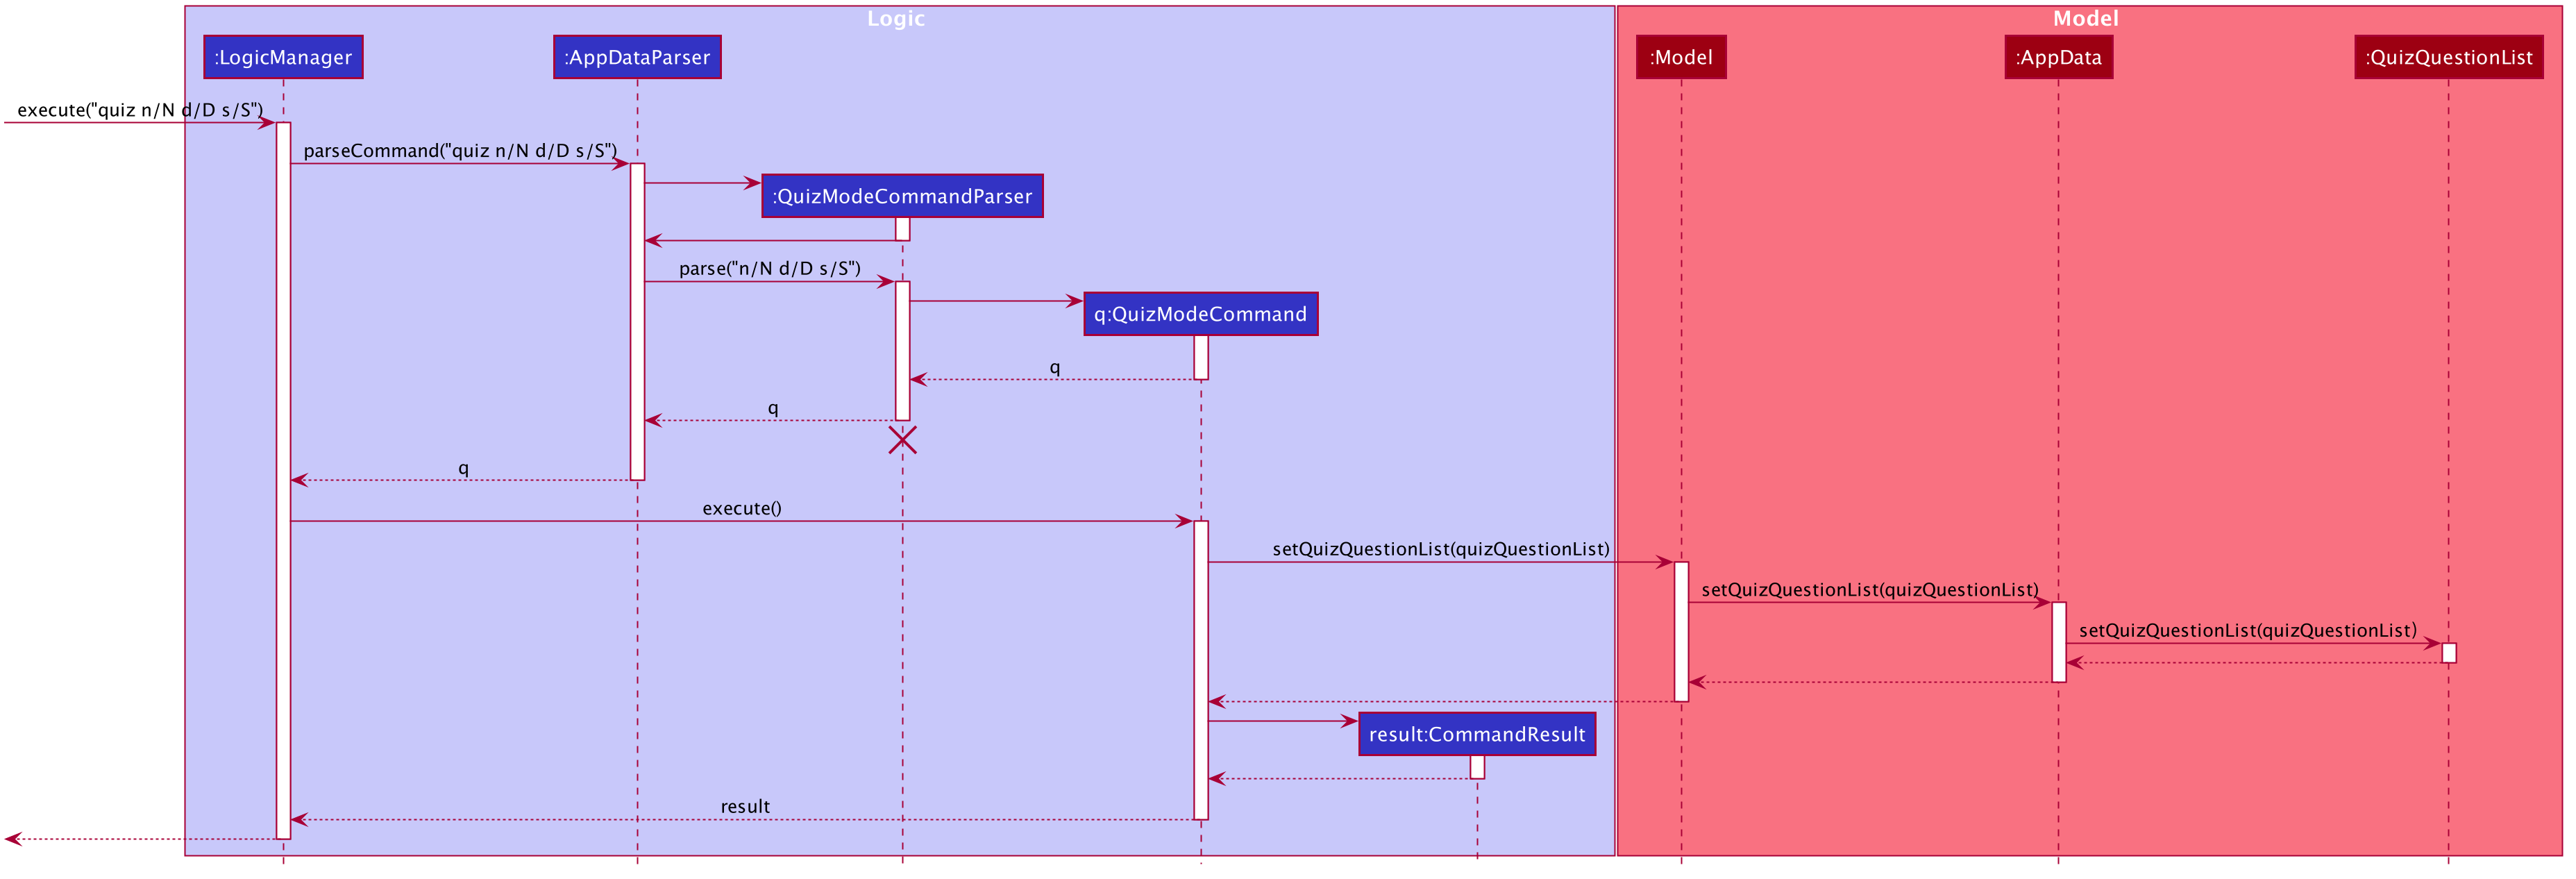 Logic
Model
:LogicManager
:AppDataParser
:Model
:AppData
:QuizQuestionList
execute("quiz n/N d/D s/S")
parseCommand("quiz n/N d/D s/S")
:QuizModeCommandParser
parse("n/N d/D s/S")
q:QuizModeCommand
q
q
q
execute()
setQuizQuestionList(quizQuestionList)
setQuizQuestionList(quizQuestionList)
setQuizQuestionList(quizQuestionList)
result:CommandResult
result